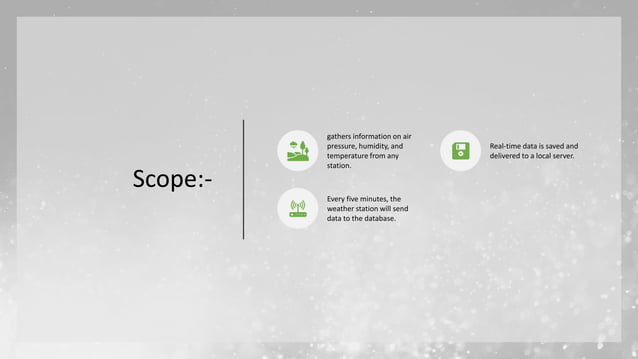 Scope:-
gathers information on air
pressure, humidity, and
temperature from any
station.
Real-time data is saved and
delivered to a local server.
Every five minutes, the
weather station will send
data to the database.